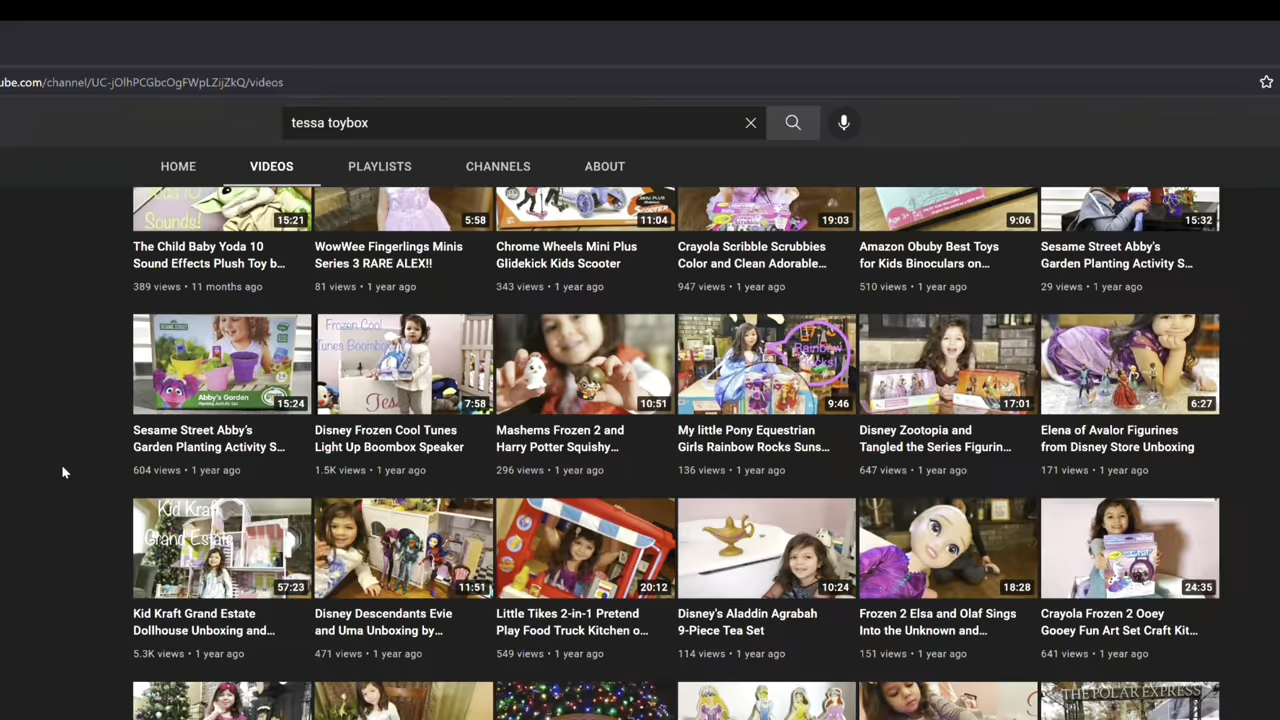 ube.com/channel/UC-jOlhPCGbcOgFWpLZijZkQ/videos
tessa toybox
HOME VIDEOS PLAYLISTS CHANNELS ABOUT
Sounds!
15:21 5:58 11:04 19:03 9:06 15:32
The Child Baby Yoda 10 WowWee Fingerlings Minis Chrome Wheels Mini Plus Crayola Scribble Scrubbies Amazon Obuby Best Toys Sesame Street Abby's
Sound Effects Plush Toy b... Series 3 RARE ALEX!! Glidekick Kids Scooter Color and Clean Adorable... for Kids Binoculars on... Garden Planting Activity S...
389 views • 11 months ago 81 views • 1 year ago 343 views • 1 year ago 947 views • 1 year ago 510 views • 1 year ago 29 views • 1 year ago
Frozen Cool
Tunes Boombox
Rainbow
Rocks!
Abby's Garden
Tess
15:24 7:58 10:51 9:46 17:01 6:27
Sesame Street Abby's Disney Frozen Cool Tunes Mashems Frozen 2 and My little Pony Equestrian Disney Zootopia and Elena of Avalor Figurines
Garden Planting Activity S... Light Up Boombox Speaker Harry Potter Squishy... Girls Rainbow Rocks Suns... Tangled the Series Figurin... from Disney Store Unboxing
604 views • 1 year ago 1.5K views • 1 year ago 296 views • 1 year ago 136 views • 1 year ago 647 views • 1 year ago 171 views • 1 year ago
Kid Kraft
Grand Estate
57:23 11:51 20:12 10:24 18:28 24:35
Kid Kraft Grand Estate Disney Descendants Evie Little Tikes 2-in-1 Pretend Disney's Aladdin Agrabah Frozen 2 Elsa and Olaf Sings Crayola Frozen 2 Ooey
Dollhouse Unboxing and... and Uma Unboxing by... Play Food Truck Kitchen o... 9-Piece Tea Set Into the Unknown and... Gooey Fun Art Set Craft Kit...
5.3K views • 1 year ago 471 views • 1 year ago 549 views • 1 year ago 114 views • 1 year ago 151 views • 1 year ago 641 views • 1 year ago
THE POLAR EXPRESS